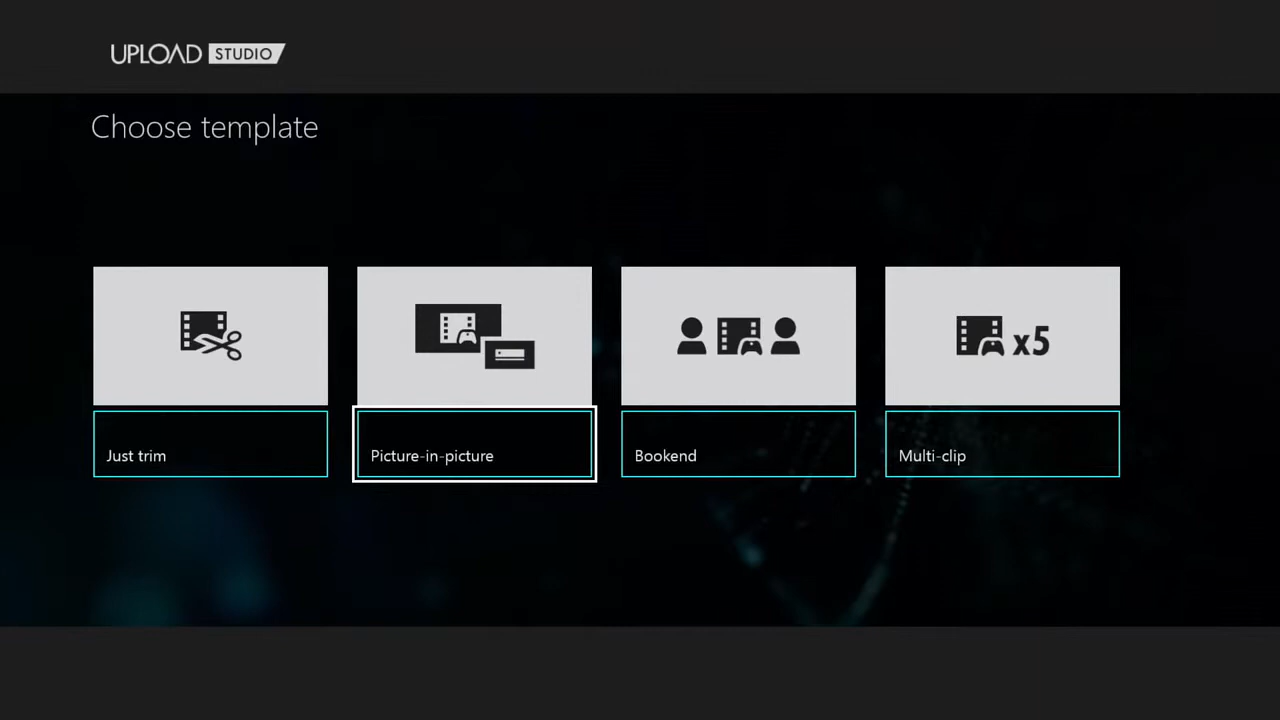 UPLOAD STUDIO
Choose template
x5
Just trim
Picture-in-picture
Bookend
Multi-clip